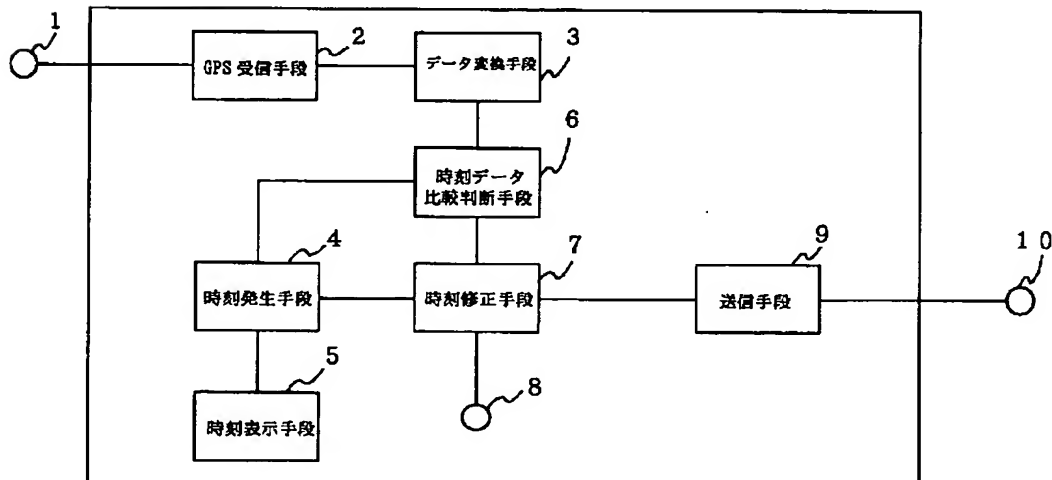 1
GPS 受信手段
2
データ変換手段
3
時刻データ
比較判断手段
6
時刻発生手段
4
時刻修正手段
7
送信手段
9
10
時刻表示手段
5
8